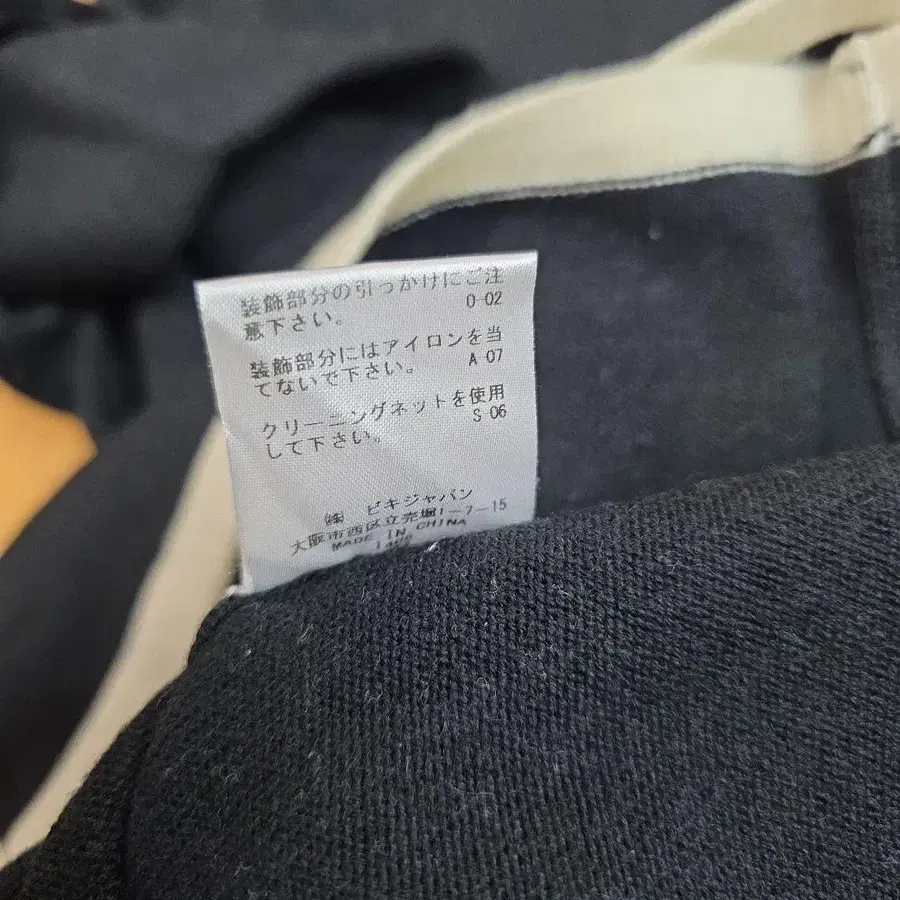 装飾部分の引っかけにご注
意下さい。 0-02
装飾部分にはアイロンを当
てないで下さい。 A 07
クリーニングネットを使用
して下さい。 S 06
㈱ ビキジャパン
大阪市西区立売堀1-7-15
MADE IN CHINA